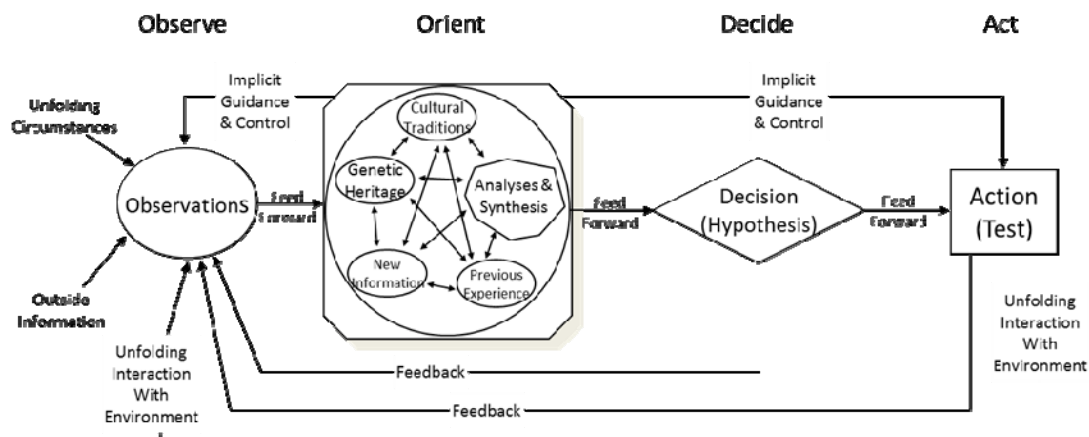 Observe
Orient
Decide
Act
Implicit
Guidance
& Control
Implicit
Guidance
& Control
Unfolding
Circumstances
Cultural
Traditions
Genetic
Heritage
Analyses &
Synthesis
New
Information
Previous
Experience
Observations
Feed
Forward
Feed
Forward
Decision
(Hypothesis)
Feed
Forward
Action
(Test)
Outside
Information
Unfolding
Interaction
With
Environment
Unfolding
Interaction
With
Environment
Feedback
Feedback